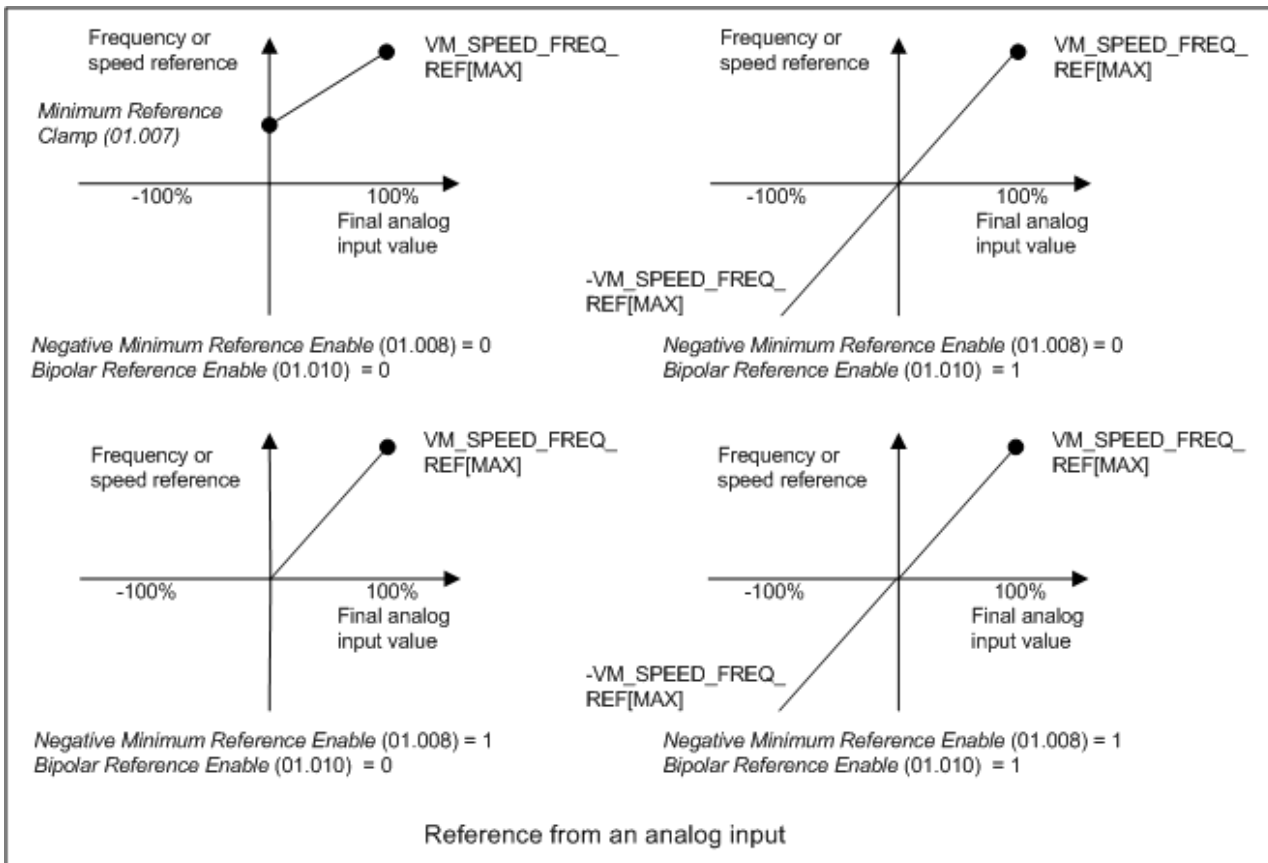 Frequency or
speed reference
VM_SPEED_FREQ_
REF[MAX]
Minimum Reference
Clamp (01.007)
-100%
100%
Final analog
input value
Negative Minimum Reference Enable (01.008) = 0
Bipolar Reference Enable (01.010) = 0
Frequency or
speed reference
VM_SPEED_FREQ_
REF[MAX]
-100%
100%
Final analog
input value
-VM_SPEED_FREQ_
REF[MAX]
Negative Minimum Reference Enable (01.008) = 0
Bipolar Reference Enable (01.010) = 1
Frequency or
speed reference
VM_SPEED_FREQ_
REF[MAX]
-100%
100%
Final analog
input value
Negative Minimum Reference Enable (01.008) = 1
Bipolar Reference Enable (01.010) = 0
Frequency or
speed reference
VM_SPEED_FREQ_
REF[MAX]
-100%
100%
Final analog
input value
-VM_SPEED_FREQ_
REF[MAX]
Negative Minimum Reference Enable (01.008) = 1
Bipolar Reference Enable (01.010) = 1
Reference from an analog input